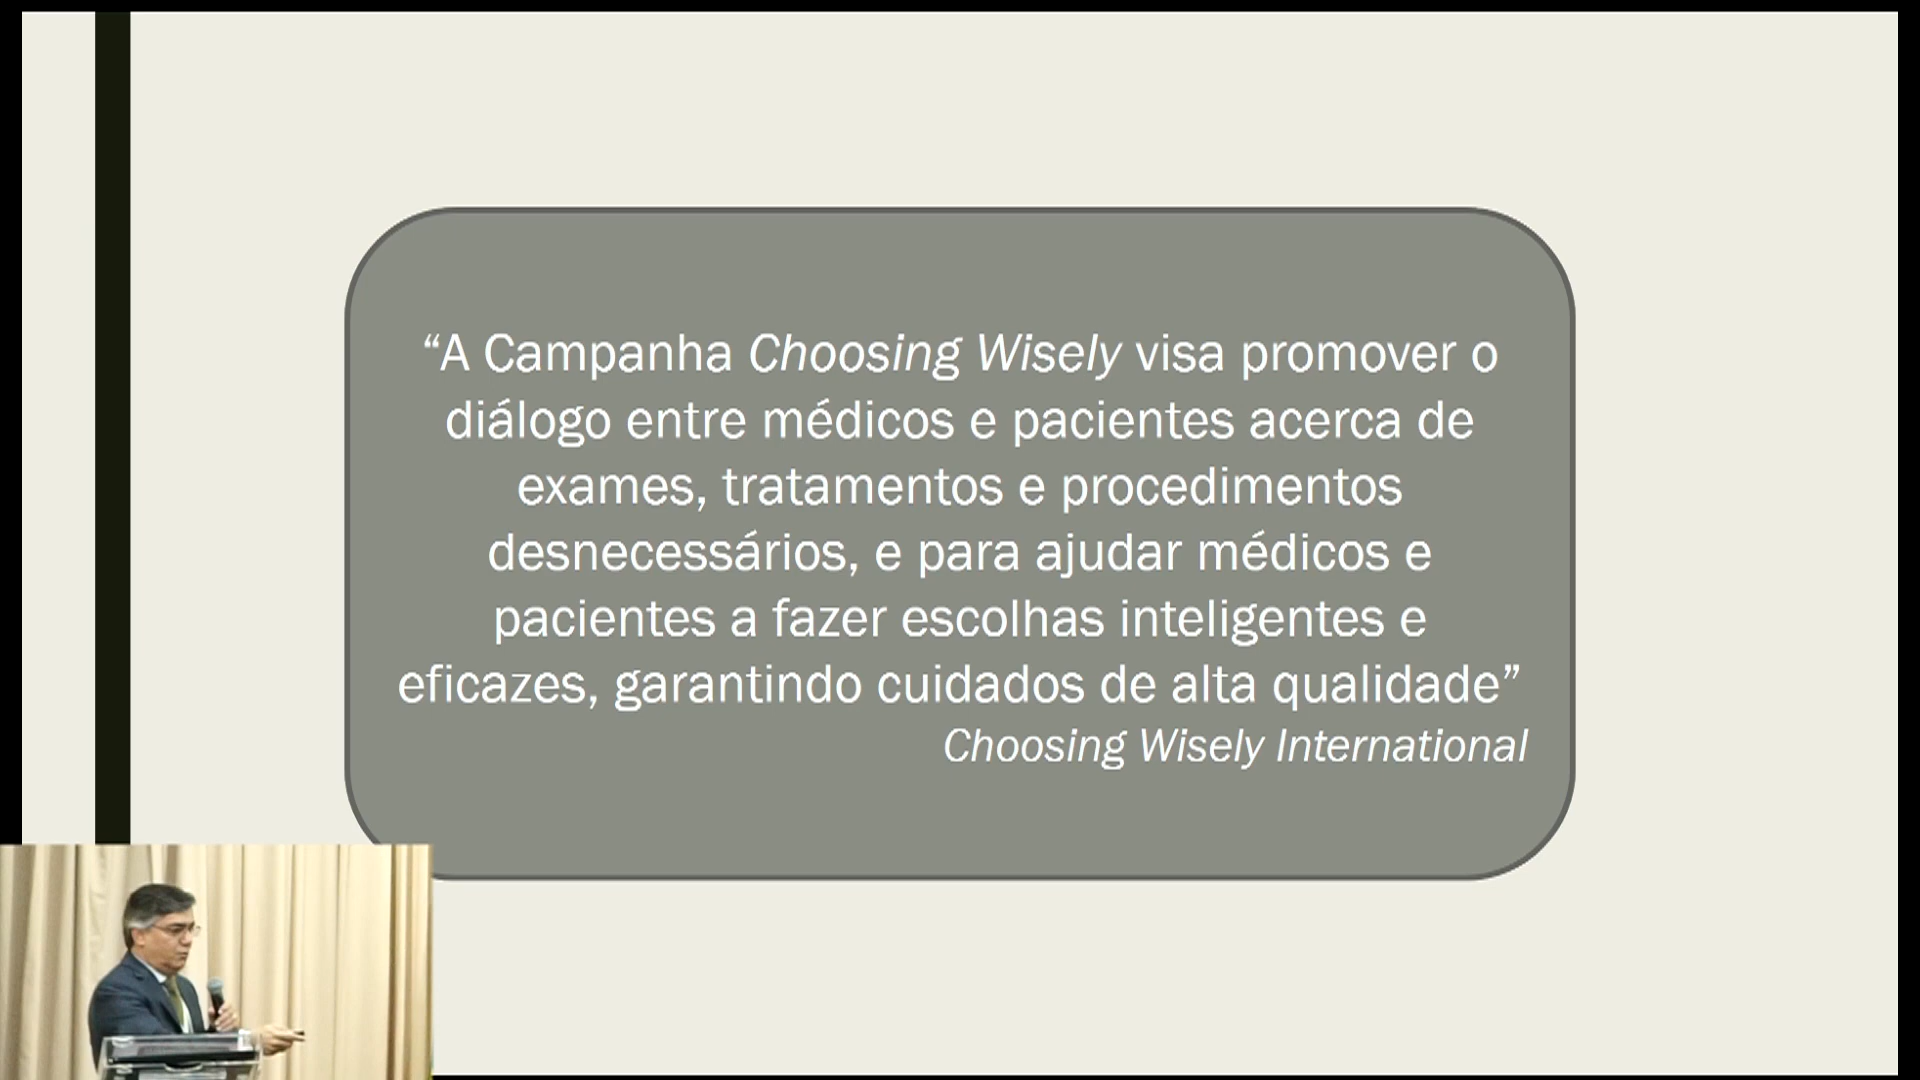 “A Campanha Choosing Wisely visa promover o
diálogo entre médicos e pacientes acerca de
exames, tratamentos e procedimentos
desnecessários, e para ajudar médicos e
pacientes a fazer escolhas inteligentes e
eficazes, garantindo cuidados de alta qualidade”
Choosing Wisely International